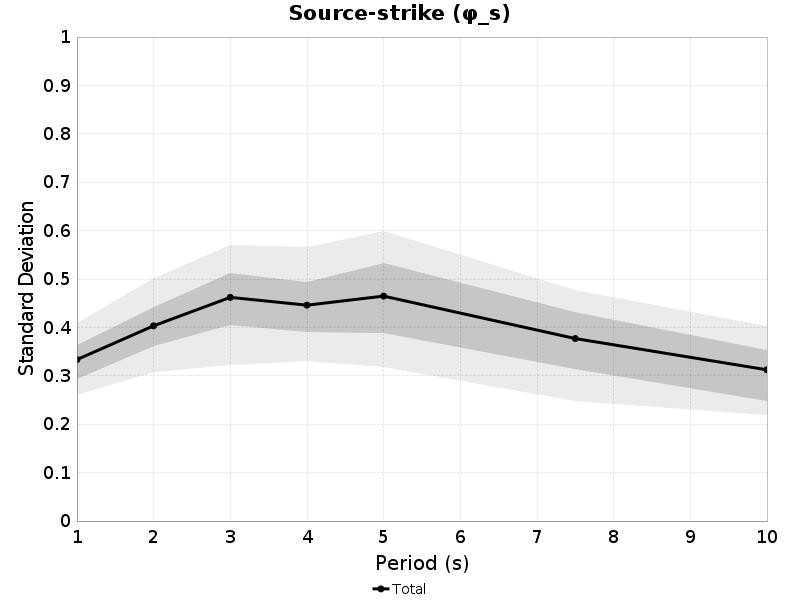 Source-strike (φ_s)
1
0.9
0.8
0.7
0.6
0.5
0.4
0.3
0.2
0.1
0
Standard Deviation
1 2 3 4 5 6 7 8 9 10
Period (s)
Total